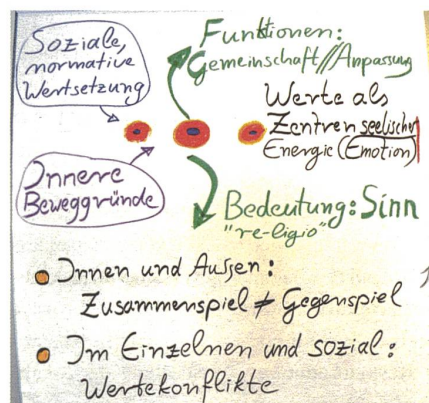 Soziale,
normative
Wertsetzung
Funktionen:
Gemeinschaft//Anpassung
Werte als
Zentren seelischer
Energie (Emotion)
Innere
Beweggründe
Bedeutung: Sinn
"re-ligio"
Innen und Außen:
Zusammenspiel ≠ Gegenspiel
Im Einzelnen und sozial:
Wertekonflikte